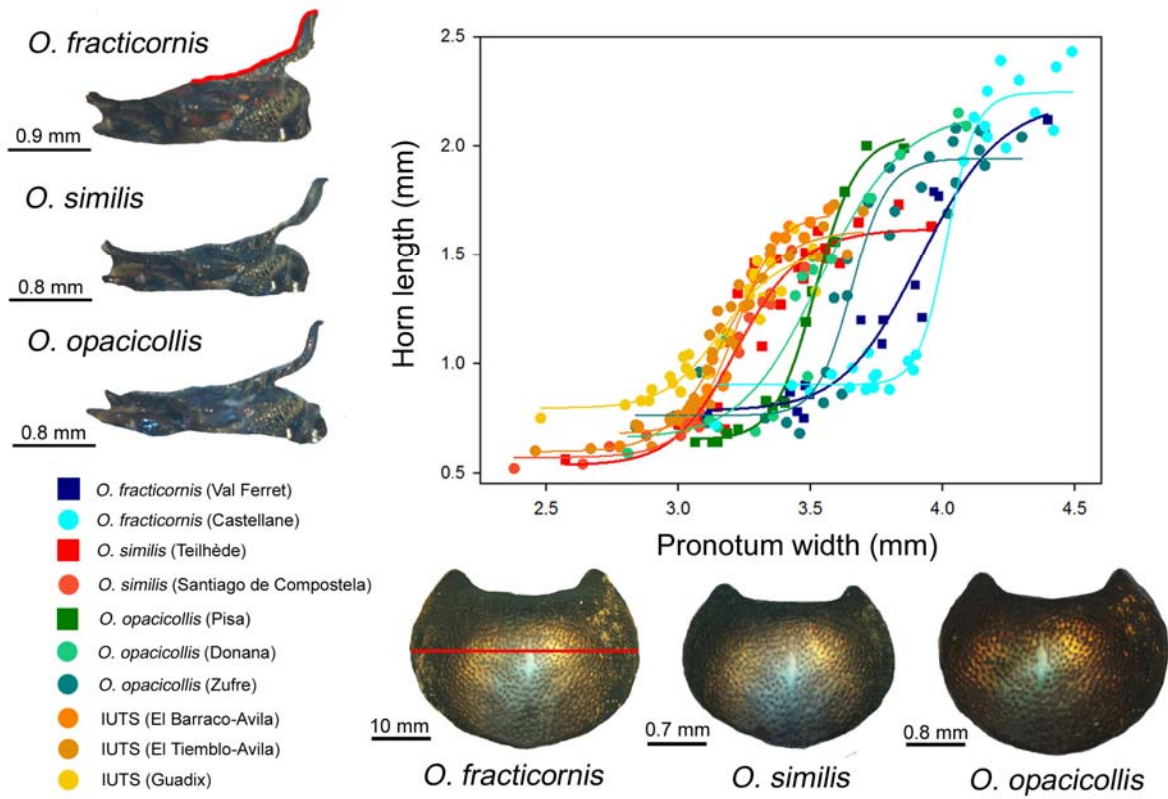 O. fracticornis
0.9 mm
O. similis
0.8 mm
O. opacicollis
0.8 mm
O. fracticornis (Val Ferret)
O. fracticornis (Castellane)
O. similis (Teilhède)
O. similis (Santiago de Compostela)
O. opacicollis (Pisa)
O. opacicollis (Donana)
O. opacicollis (Zufre)
IUTS (El Barraco-Avila)
IUTS (El Tiemblo-Avila)
IUTS (Guadix)
Horn length (mm)
2.5
2.0
1.5
1.0
0.5
2.5 3.0 3.5 4.0 4.5
Pronotum width (mm)
10 mm
O. fracticornis
0.7 mm
O. similis
0.8 mm
O. opacicollis